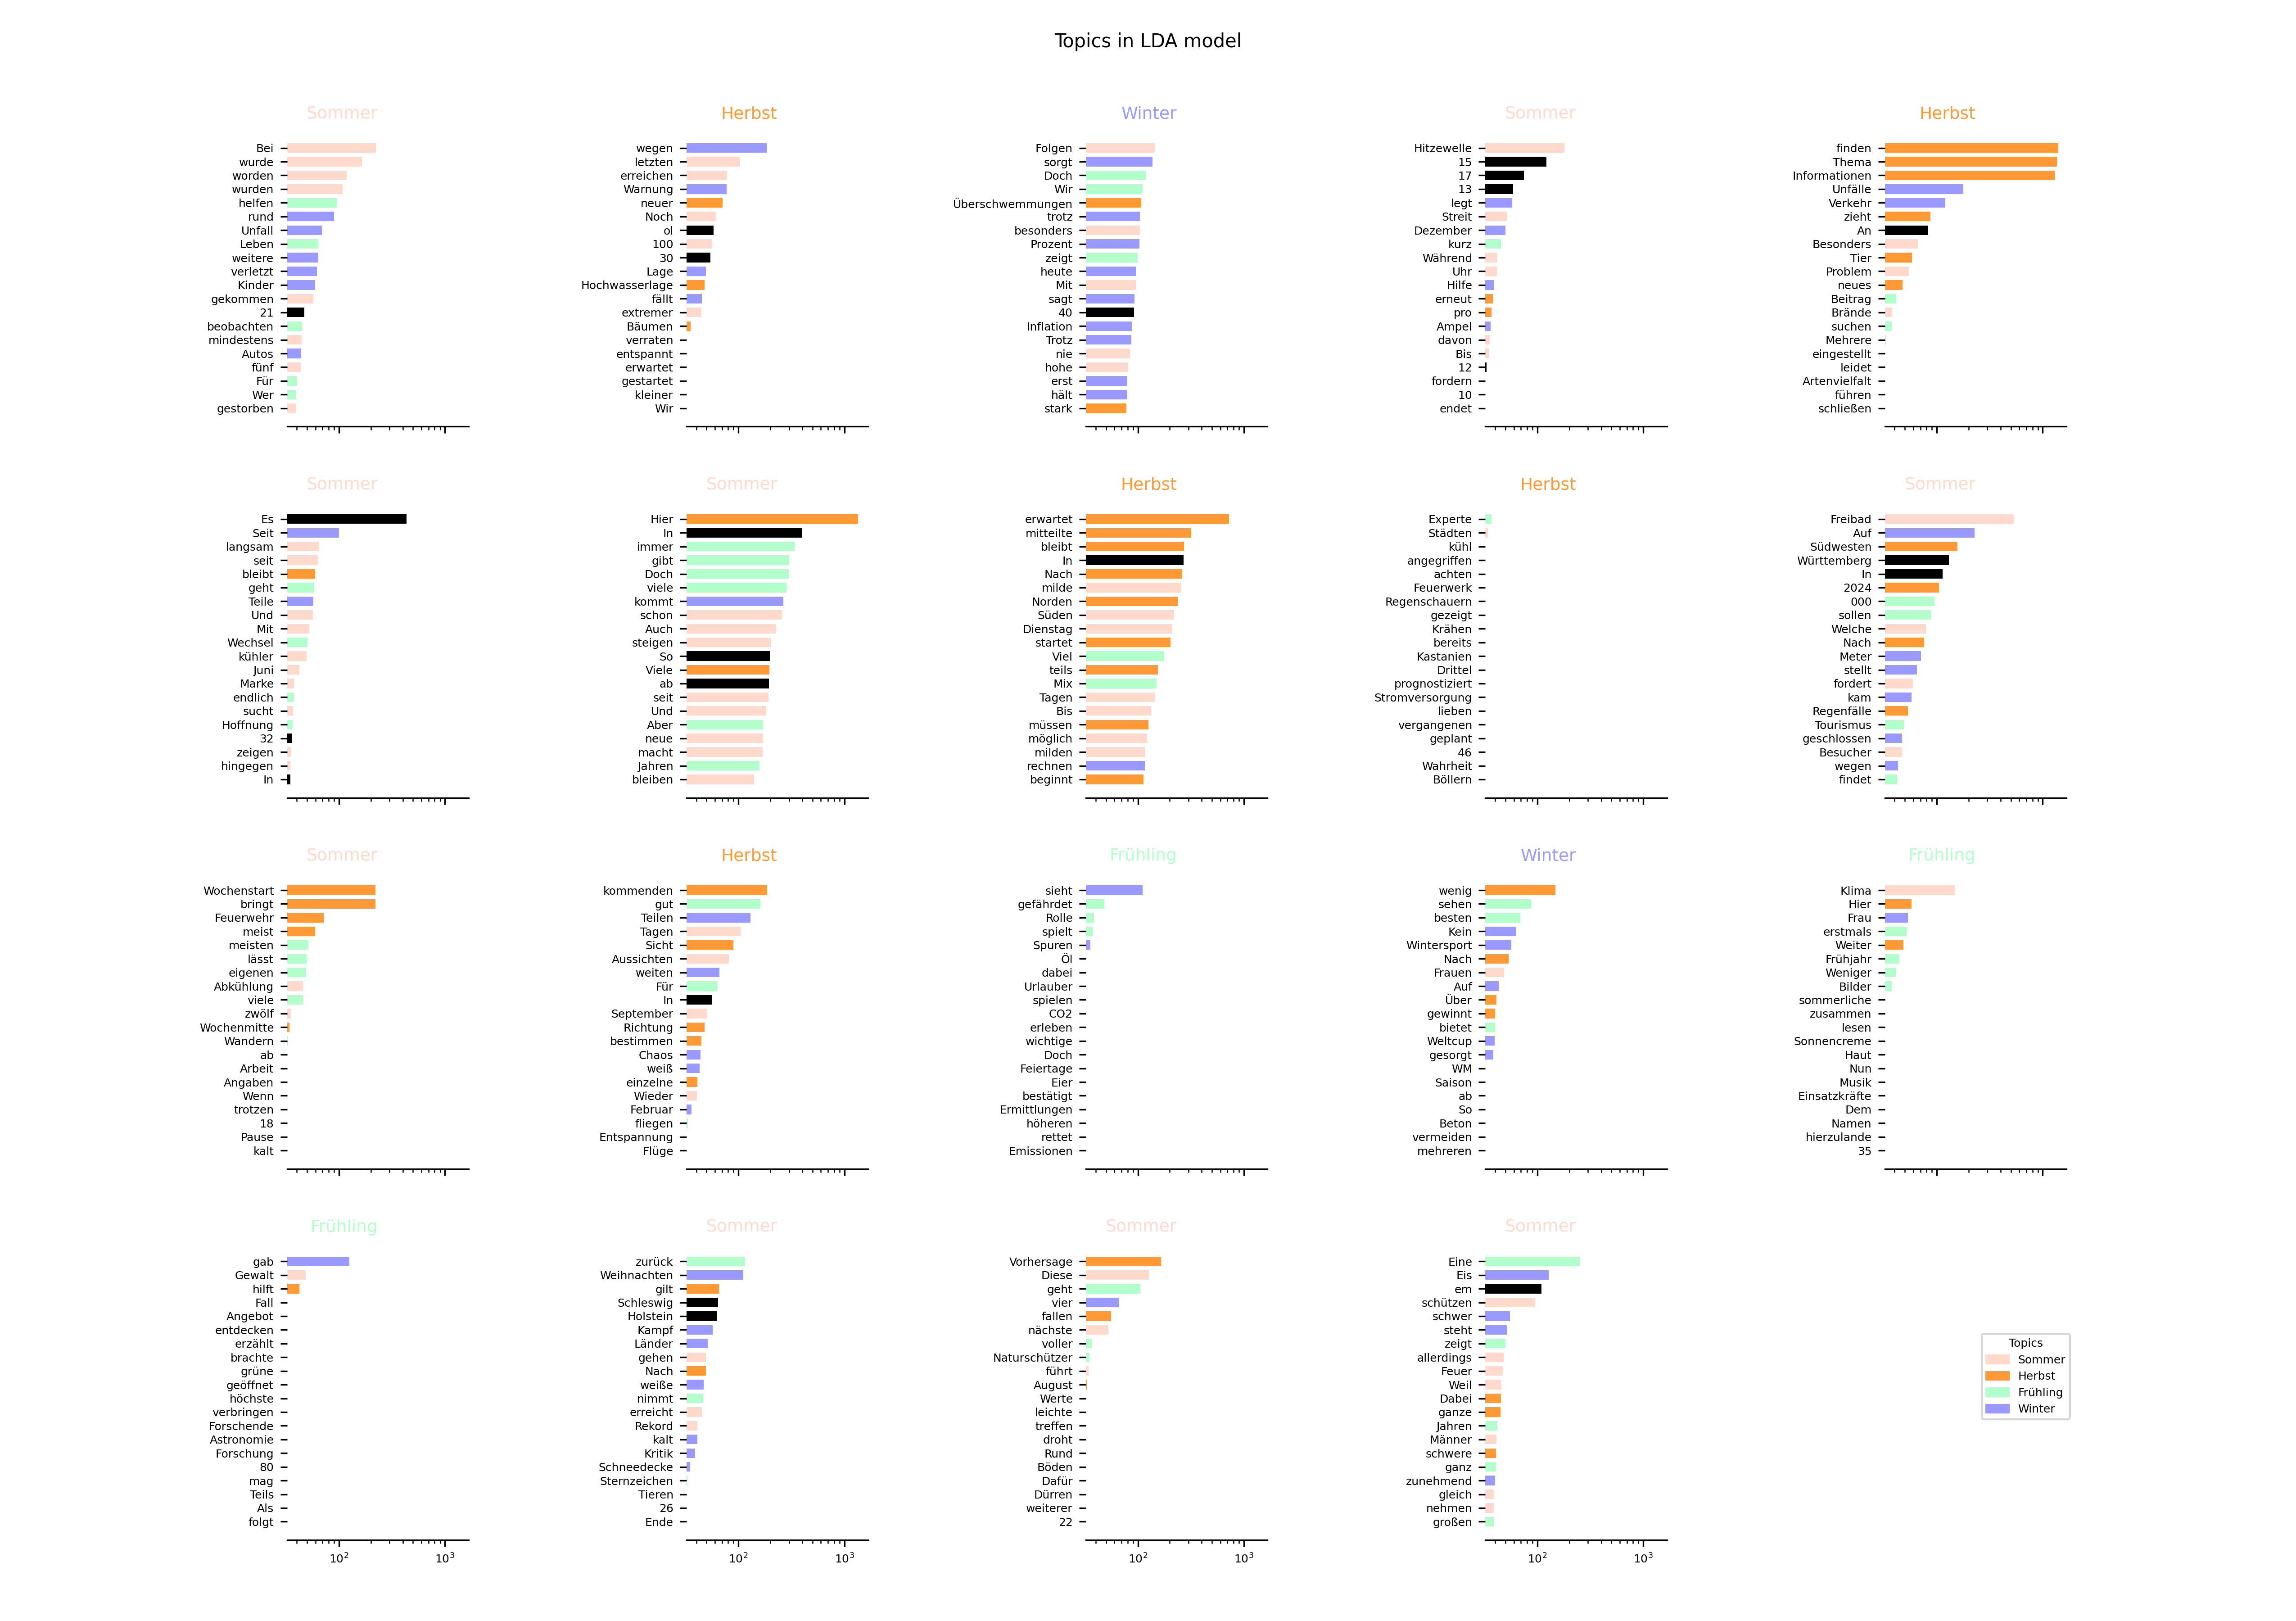 Topics in LDA model
Sommer
Bei
wurde
worden
wurden
helfen
rund
Unfall
Leben
weitere
verletzt
Kinder
gekommen
21
beobachten
mindestens
Autos
fünf
Für
Wer
gestorben
Herbst
wegen
letzten
erreichen
Warnung
neuer
Noch
ol
100
30
Lage
Hochwasserlage
fällt
extremer
Bäumen
verraten
entspannt
erwartet
gestartet
kleiner
Wir
Winter
Folgen
sorgt
Doch
Wir
Überschwemmungen
trotz
besonders
Prozent
zeigt
heute
Mit
sagt
40
Inflation
Trotz
nie
hohe
erst
hält
stark
Sommer
Hitzewelle
15
17
13
legt
Streit
Dezember
kurz
Während
Uhr
Hilfe
erneut
pro
Ampel
davon
Bis
12
fordern
10
endet
Herbst
finden
Thema
Informationen
Unfälle
Verkehr
zieht
An
Besonders
Tier
Problem
neues
Beitrag
Brände
suchen
Mehrere
eingestellt
leidet
Artenvielfalt
führen
schließen
Sommer
Es
Seit
langsam
seit
bleibt
geht
Teile
Und
Mit
Wechsel
kühler
Juni
Marke
endlich
sucht
Hoffnung
32
zeigen
hingegen
In
Sommer
Hier
In
immer
gibt
Doch
viele
kommt
schon
Auch
steigen
So
Viele
ab
seit
Und
Aber
neue
macht
Jahren
bleiben
Herbst
erwartet
mitteilte
bleibt
In
Nach
milde
Norden
Süden
Dienstag
startet
Viel
teils
Mix
Tagen
Bis
müssen
möglich
milden
rechnen
beginnt
Herbst
Experte
Städten
kühl
angegriffen
achten
Feuerwerk
Regenschauern
gezeigt
Krähen
bereits
Kastanien
Drittel
prognostiziert
Stromversorgung
lieben
vergangenen
geplant
46
Wahrheit
Böllern
Sommer
Freibad
Auf
Südwesten
Württemberg
In
2024
000
sollen
Welche
Nach
Meter
stellt
fordert
kam
Regenfälle
Tourismus
geschlossen
Besucher
wegen
findet
Sommer
Wochenstart
bringt
Feuerwehr
meist
meisten
lässt
eigenen
Abkühlung
viele
zwölf
Wochenmitte
Wandern
ab
Arbeit
Angaben
Wenn
trotzen
18
Pause
kalt
Herbst
kommenden
gut
Teilen
Tagen
Sicht
Aussichten
weiten
Für
In
September
Richtung
bestimmen
Chaos
weiß
einzelne
Wieder
Februar
fliegen
Entspannung
Flüge
Frühling
sieht
gefährdet
Rolle
spielt
Spuren
Öl
dabei
Urlauber
spielen
CO2
erleben
wichtige
Doch
Feiertage
Eier
bestätigt
Ermittlungen
höheren
rettet
Emissionen
Winter
wenig
sehen
besten
Kein
Wintersport
Nach
Frauen
Auf
Über
gewinnt
bietet
Weltcup
gesorgt
WM
Saison
ab
So
Beton
vermeiden
mehreren
Frühling
Klima
Hier
Frau
erstmals
Weiter
Frühjahr
Weniger
Bilder
sommerliche
zusammen
lesen
Sonnencreme
Haut
Nun
Musik
Einsatzkräfte
Dem
Namen
hierzulande
35
Frühling
gab
Gewalt
hilft
Fall
Angebot
entdecken
erzählt
brachte
grüne
geöffnet
höchste
verbringen
Forschende
Astronomie
Forschung
80
mag
Teils
Als
folgt
10²
10³
Sommer
zurück
Weihnachten
gilt
Schleswig
Holstein
Kampf
Länder
gehen
Nach
weiße
nimmt
erreicht
Rekord
kalt
Kritik
Schneedecke
Sternzeichen
Tieren
26
Ende
10²
10³
Sommer
Vorhersage
Diese
geht
vier
fallen
nächste
voller
Naturschützer
führt
August
Werte
leichte
treffen
droht
Rund
Böden
Dafür
Dürren
weiterer
22
10²
10³
Sommer
Eine
Eis
em
schützen
schwer
steht
zeigt
allerdings
Feuer
Weil
Dabei
ganze
Jahren
Männer
schwere
ganz
zunehmend
gleich
nehmen
großen
10²
10³
Topics
Sommer
Herbst
Frühling
Winter